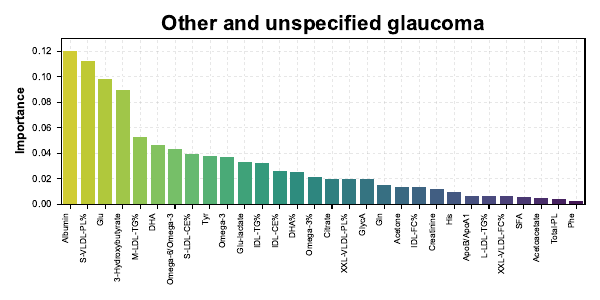 Other and unspecified glaucoma
Importance
0.12
0.10
0.08
0.06
0.04
0.02
0.00
Albumin
S-VLDL-PL%
Glu
3-Hydroxybutyrate
M-LDL-TG%
DHA
Omega-6/Omega-3
S-LDL-CE%
Tyr
Omega-3
Glu-lactate
IDL-TG%
IDL-CE%
DHA%
Omega-3%
Citrate
XXL-VLDL-PL%
GlycA
Gln
Acetone
IDL-FC%
Creatinine
His
ApoB/ApoA1
L-LDL-TG%
XXL-VLDL-FC%
SFA
Acetoacetate
Total-PL
Phe